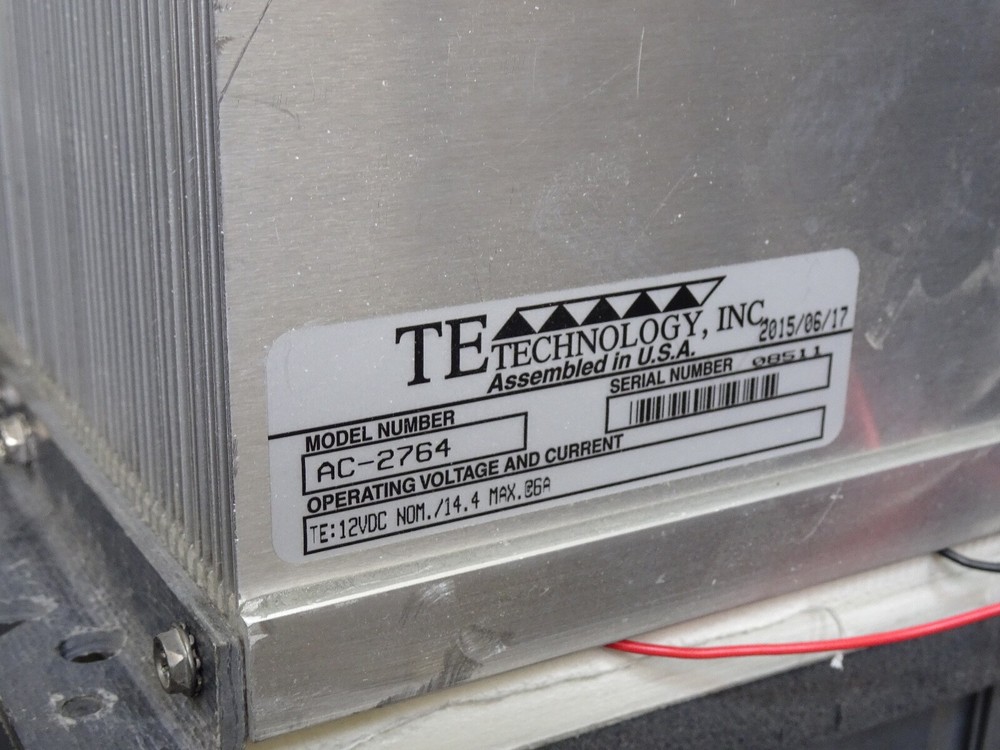 TE TECHNOLOGY, INC.
2015/06/17
Assembled in U.S.A.
SERIAL NUMBER 08511
MODEL NUMBER
AC-2764
OPERATING VOLTAGE AND CURRENT
TE:12VDC NOM./14.4 MAX.06A